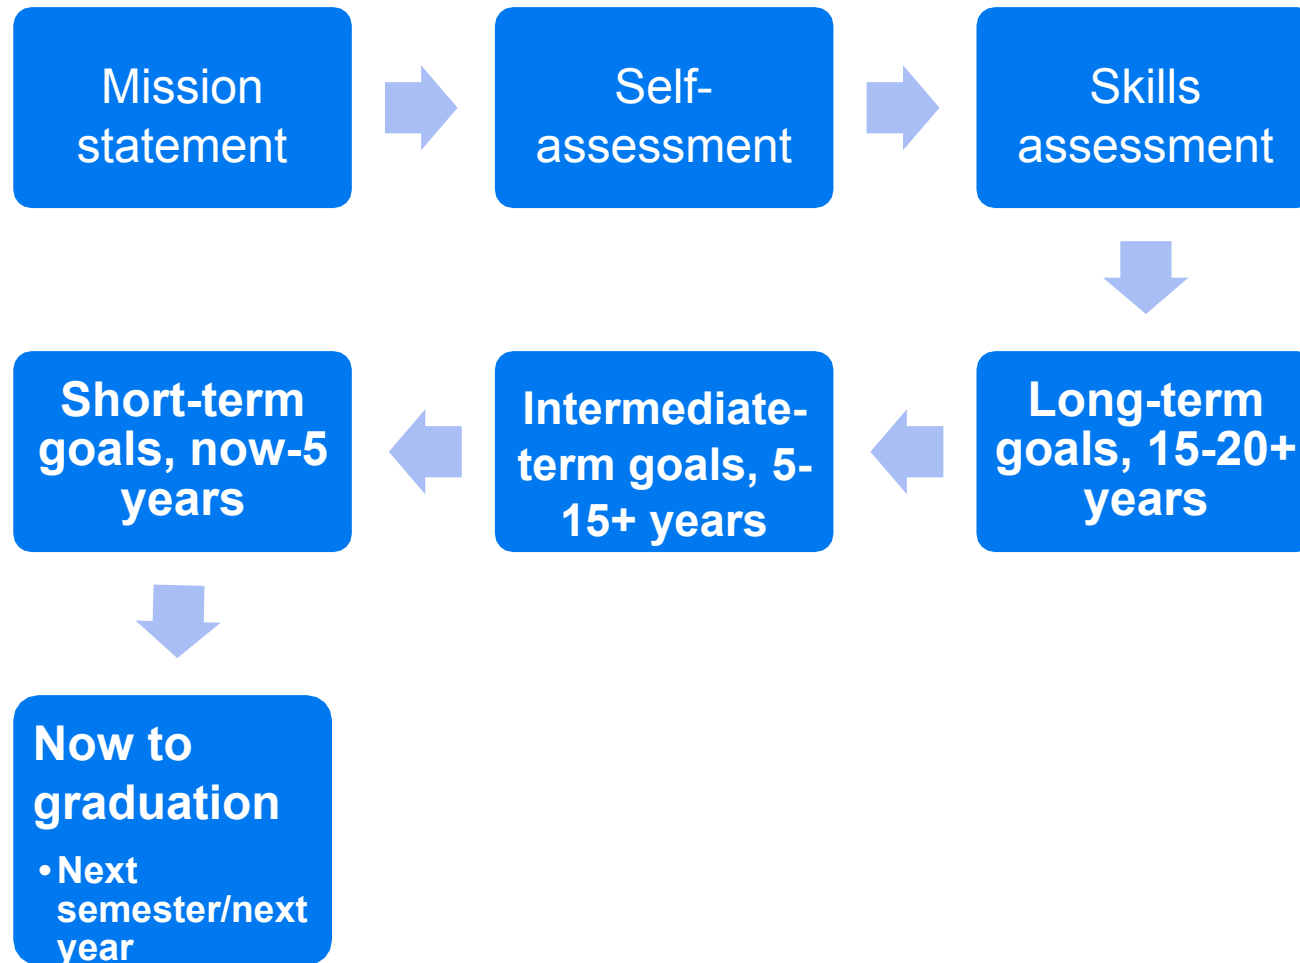 Mission
statement
Self-
assessment
Skills
assessment
Short-term
goals, now-5
years
Intermediate-
term goals, 5-
15+ years
Long-term
goals, 15-20+
years
Now to
graduation
• Next
semester/next
year